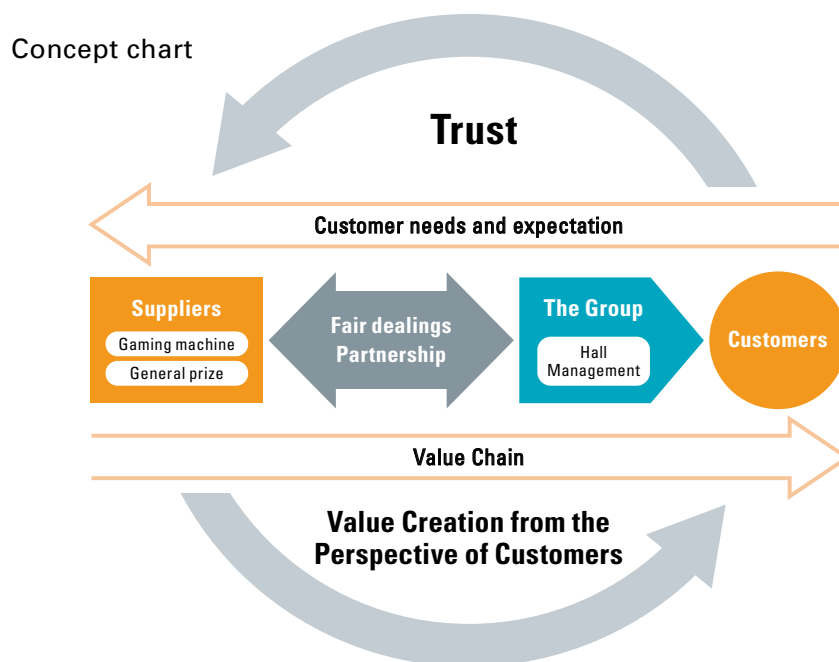 Concept chart
Trust
Customer needs and expectation
Suppliers
Gaming machine
General prize
Fair dealings
Partnership
The Group
Hall
Management
Customers
Value Chain
Value Creation from the
Perspective of Customers